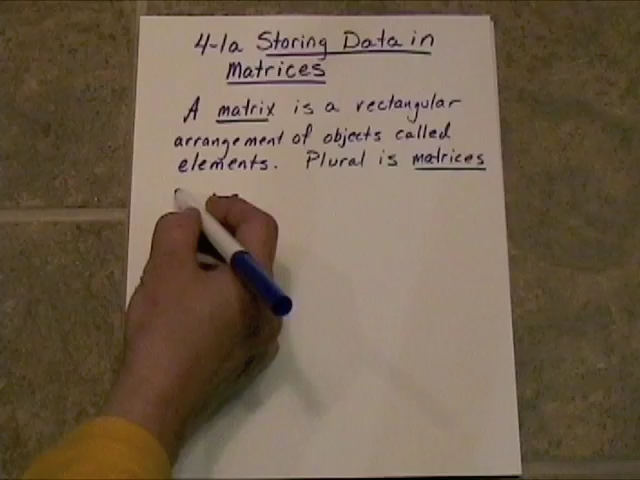 4-1a Storing Data in
Matrices
A matrix is a rectangular
arrangement of objects called
elements. Plural is matrices